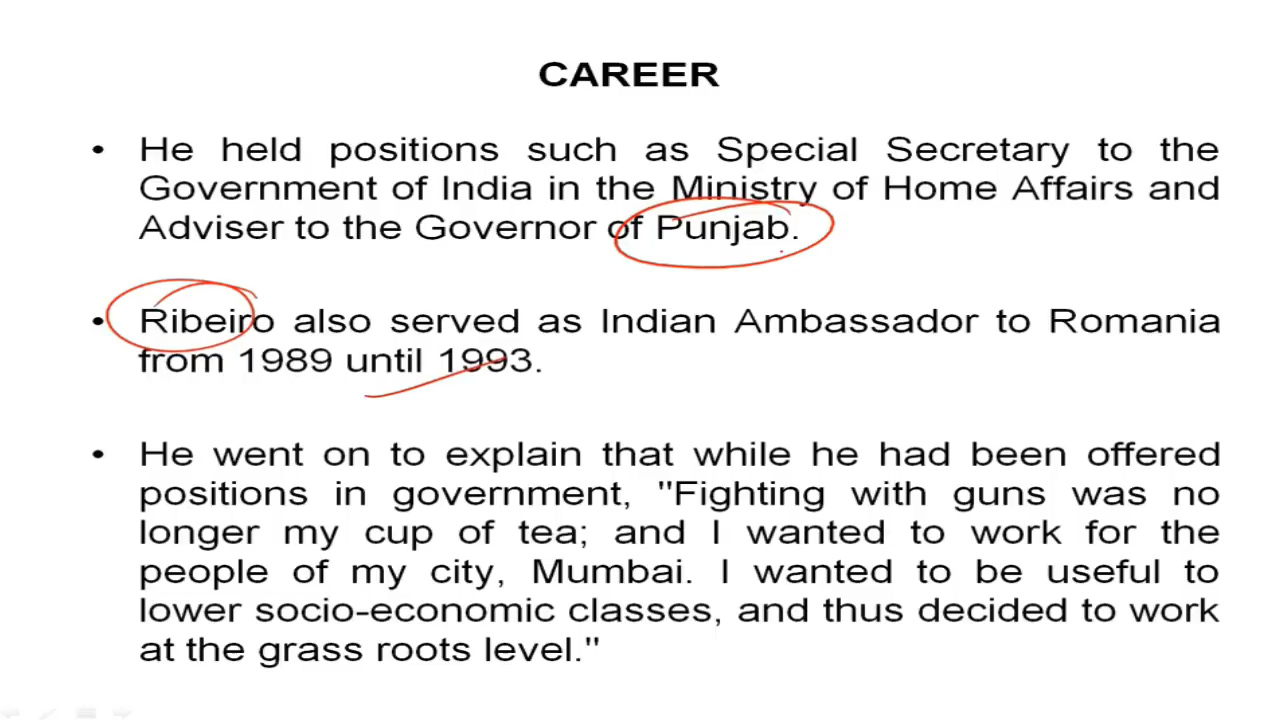 CAREER
• He held positions such as Special Secretary to the
Government of India in the Ministry of Home Affairs and
Adviser to the Governor of Punjab.
• Ribeiro also served as Indian Ambassador to Romania
from 1989 until 1993.
• He went on to explain that while he had been offered
positions in government, "Fighting with guns was no
longer my cup of tea; and I wanted to work for the
people of my city, Mumbai. I wanted to be useful to
lower socio-economic classes, and thus decided to work
at the grass roots level."